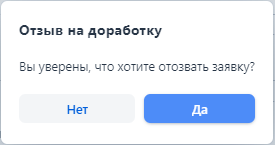 Отзыв на доработку
Вы уверены, что хотите отозвать заявку?
Нет
Да